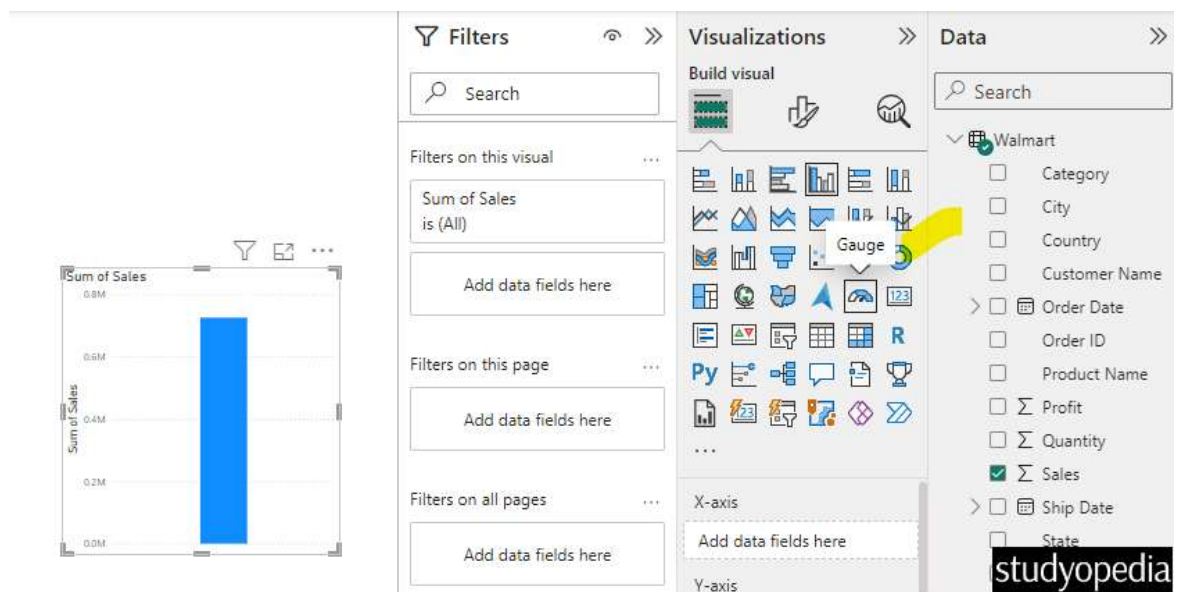 Sum of Sales
0.8M
0.6M
0.4M
0.2M
0.0M
Sum of Sales
Filters
Search
Filters on this visual
Sum of Sales
is (All)
Add data fields here
Filters on this page
Add data fields here
Filters on all pages
Add data fields here
Visualizations
Build visual
Gauge
123
R
Py
123
X-axis
Add data fields here
Y-axis
Data
Search
Walmart
Category
City
Country
Customer Name
Order Date
Order ID
Product Name
Profit
Quantity
Sales
Ship Date
State
studyopedia